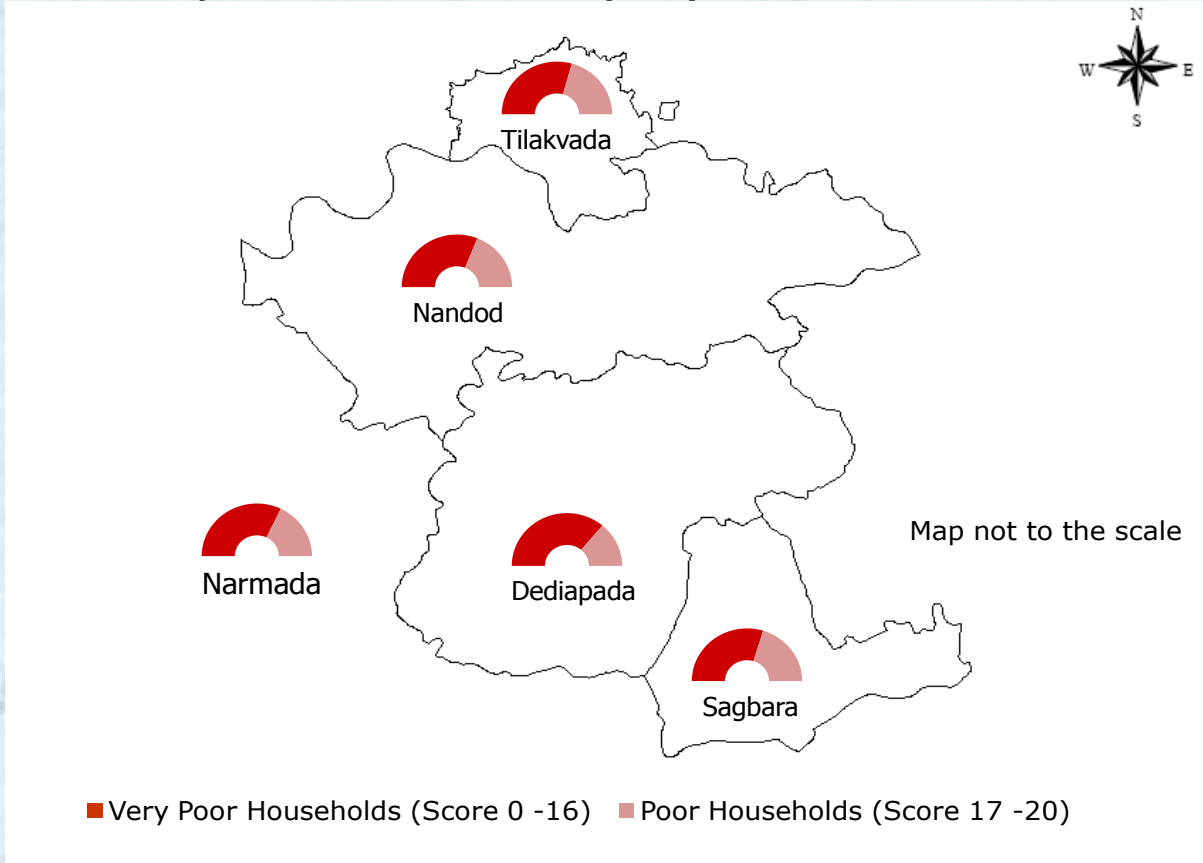 N
W E
S
Tilakvada
Nandod
Map not to the scale
Narmada
Dediapada
Sagbara
Very Poor Households (Score 0 -16) Poor Households (Score 17 -20)